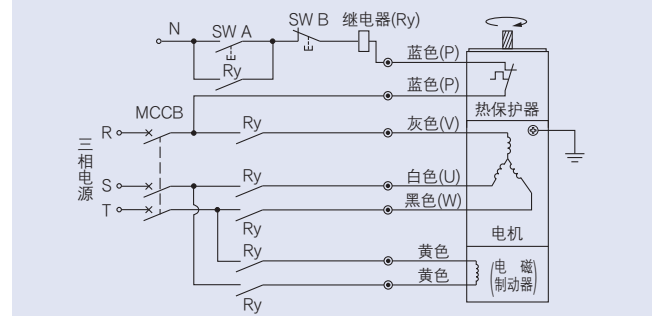 N
SW A
SW B
继电器(Ry)
Ry
蓝色(P)
蓝色(P)
热保护器
MCCB
R
Ry
灰色(V)
三相电源
S
Ry
白色(U)
T
Ry
黑色(W)
电机
Ry
黄色
黄色
Ry
(电 磁
制动器)